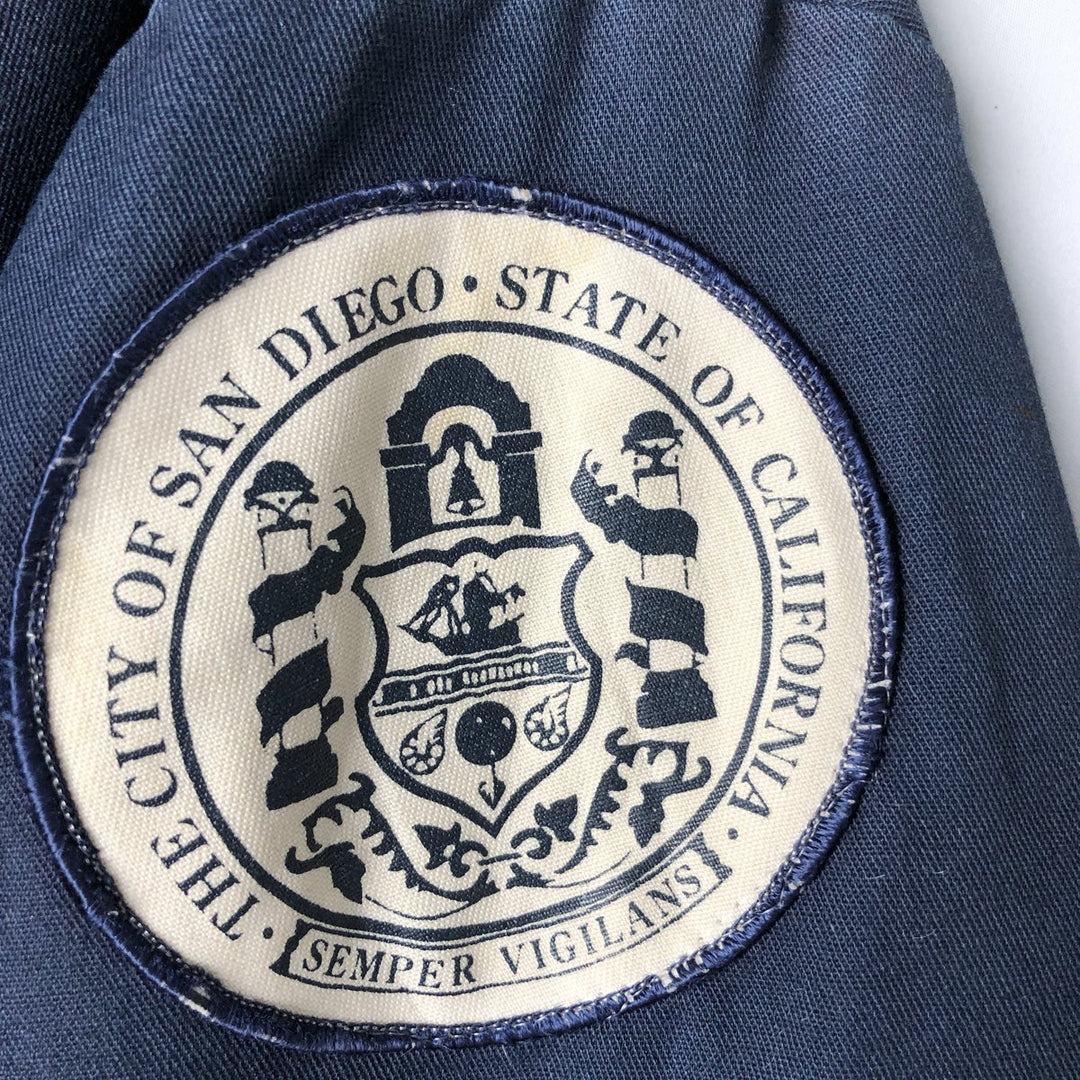 THE CITY OF SAN DIEGO • STATE OF CALIFORNIA •
SEMPER VIGILANS